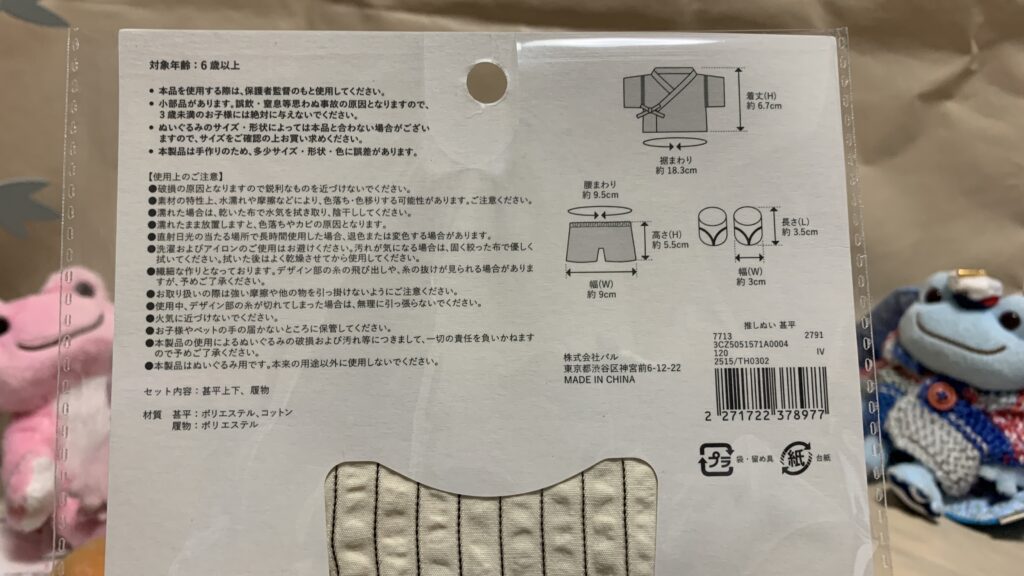 対象年齢：6歳以上
● 本品を使用する際は、保護者監督のもと使用してください。
● 小部品があります。誤飲・窒息等思わぬ事故の原因となりますので、
3歳未満のお子様には絶対に与えないでください。
● ぬいぐるみのサイズ・形状によっては本品と合わない場合がござい
ますので、サイズをご確認の上お買い求めください。
● 本製品は手作りのため、多少サイズ・形状・色に誤差があります。
【使用上のご注意】
●破損の原因となりますので鋭利なものを近づけないでください。
●素材の特性上、水濡れや摩擦などにより、色落ち・色移りする可能性があります。ご注意ください。
●濡れた場合は、乾いた布で水気を拭き取り、陰干ししてください。
●濡れたまま放置しますと、色落ちやカビの原因となります。
●直射日光の当たる場所で長時間使用した場合、退色または変色する場合があります。
●洗濯およびアイロンのご使用はお避けください。汚れが気になる場合は、固く絞った布で優しく
拭いてください。拭いた後はよく乾燥させてから使用してください。
●繊細な作りとなっております。デザイン部の糸の飛び出しや、糸の抜けが見られる場合がありま
すが、予めご了承ください。
●お取り扱いの際は強い摩擦や他の物を引っ掛けないようにご注意ください。
●使用中、デザイン部の糸が切れてしまった場合は、無理に引っ張らないでください。
●火気に近づけないでください。
●お子様やペットの手の届かないところに保管してください。
●本製品の使用によるぬいぐるみの破損および汚れ等につきまして、一切の責任を負いかねます
ので予めご了承ください。
●本製品はぬいぐるみ用です。本来の用途以外に使用しないでください。
セット内容：甚平上下、履物
材質 甚平：ポリエステル、コットン
履物：ポリエステル
着丈(H)
約6.7cm
裾まわり
約18.3cm
腰まわり
約9.5cm
高さ(H)
約5.5cm
幅(W)
約9cm
長さ(L)
約3.5cm
幅(W)
約3cm
株式会社パル
東京都渋谷区神宮前6-12-22
MADE IN CHINA
推しぬい 甚平
7713 2791
3CZ5051571A0004
120 IV
2515/TH0302
2 271722 378977
プラ 袋・留め具
紙 台紙